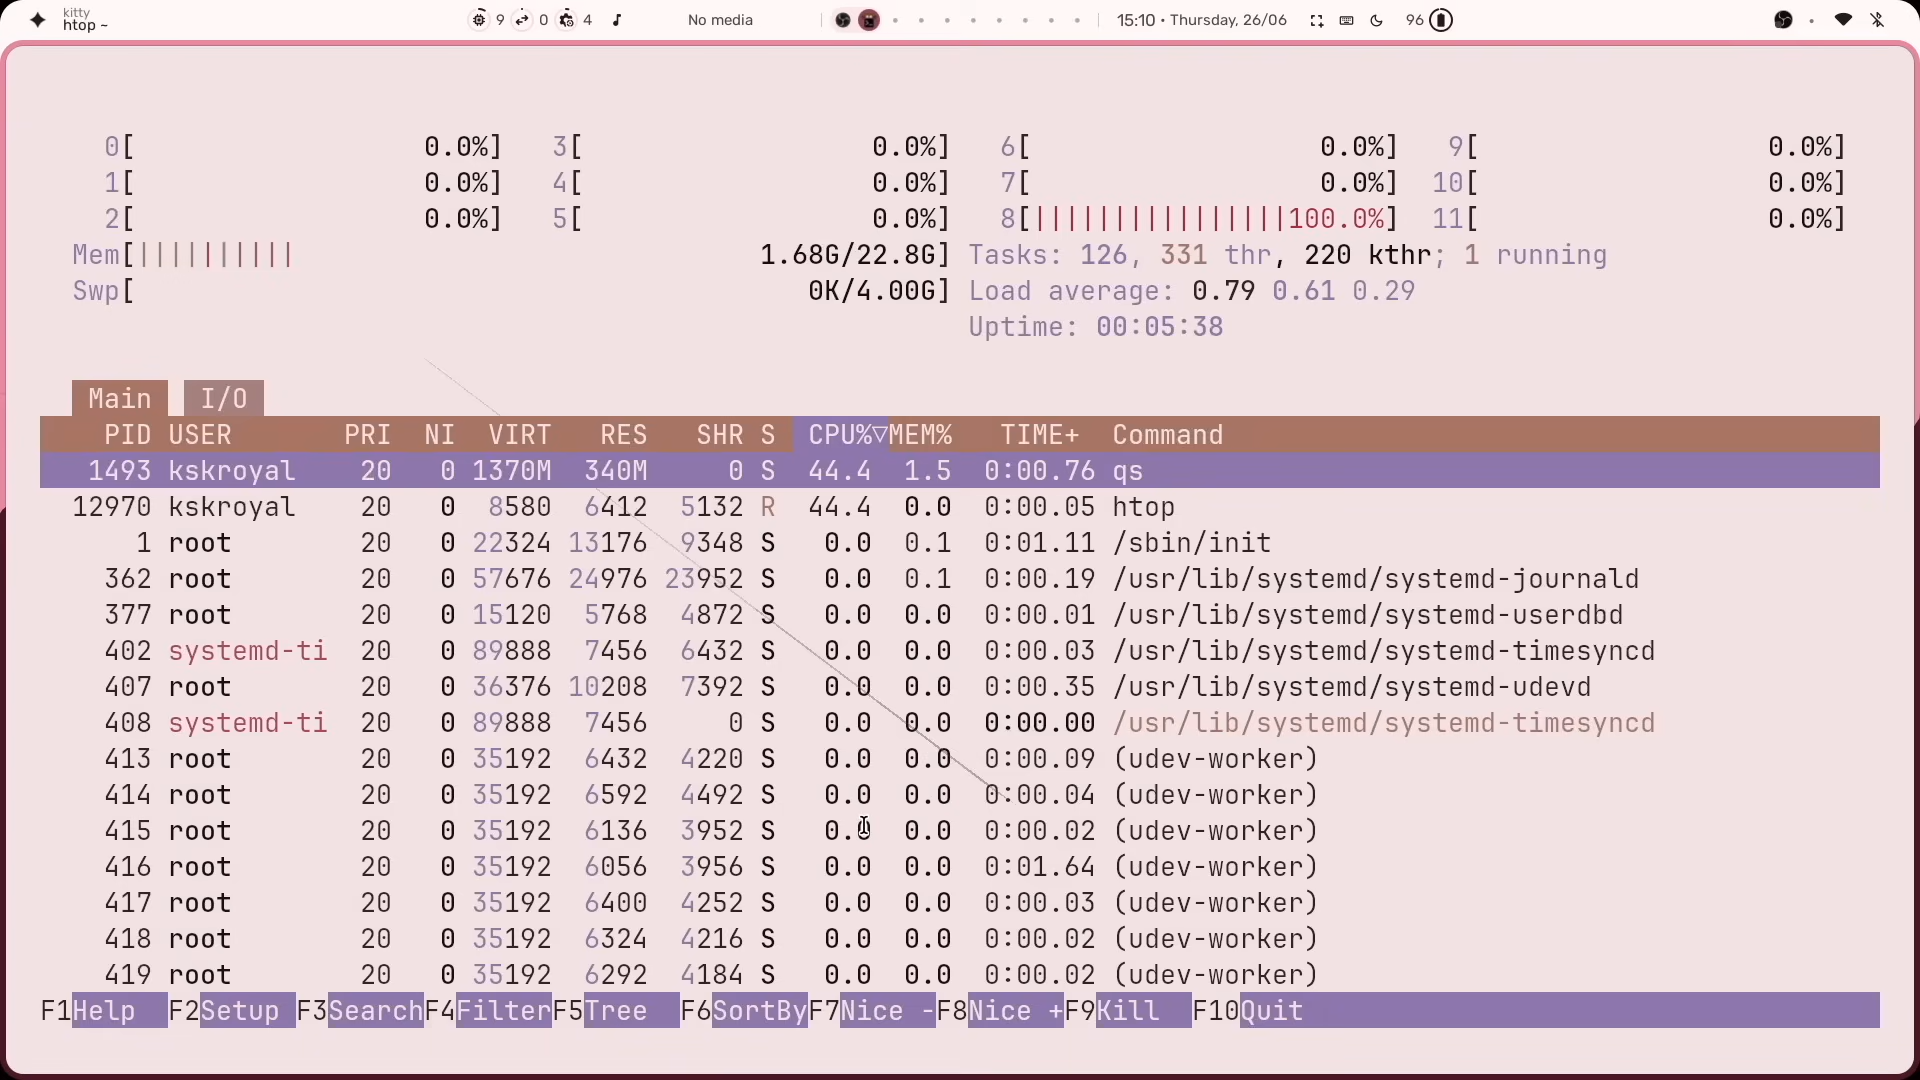 kitty
htop ~
9 0 4 No media 15:10 • Thursday, 26/06 96
0[ 0.0%] 3[ 0.0%] 6[ 0.0%] 9[ 0.0%]
1[ 0.0%] 4[ 0.0%] 7[ 0.0%] 10[ 0.0%]
2[ 0.0%] 5[ 0.0%] 8[||||||||||||||||100.0%] 11[ 0.0%]
Mem[|||||||||| 1.68G/22.8G] Tasks: 126, 331 thr, 220 kthr; 1 running
Swp[ 0K/4.00G] Load average: 0.79 0.61 0.29
Uptime: 00:05:38
Main I/O
PID USER PRI NI VIRT RES SHR S CPU%▽MEM% TIME+ Command
1493 kskroyal 20 0 1370M 340M 0 S 44.4 1.5 0:00.76 qs
12970 kskroyal 20 0 8580 6412 5132 R 44.4 0.0 0:00.05 htop
1 root 20 0 22324 13176 9348 S 0.0 0.1 0:01.11 /sbin/init
362 root 20 0 57676 24976 23952 S 0.0 0.1 0:00.19 /usr/lib/systemd/systemd-journald
377 root 20 0 15120 5768 4872 S 0.0 0.0 0:00.01 /usr/lib/systemd/systemd-userdbd
402 systemd-ti 20 0 89888 7456 6432 S 0.0 0.0 0:00.03 /usr/lib/systemd/systemd-timesyncd
407 root 20 0 36376 10208 7392 S 0.0 0.0 0:00.35 /usr/lib/systemd/systemd-udevd
408 systemd-ti 20 0 89888 7456 0 S 0.0 0.0 0:00.00 /usr/lib/systemd/systemd-timesyncd
413 root 20 0 35192 6432 4220 S 0.0 0.0 0:00.09 (udev-worker)
414 root 20 0 35192 6592 4492 S 0.0 0.0 0:00.04 (udev-worker)
415 root 20 0 35192 6136 3952 S 0.0 0.0 0:00.02 (udev-worker)
416 root 20 0 35192 6056 3956 S 0.0 0.0 0:01.64 (udev-worker)
417 root 20 0 35192 6400 4252 S 0.0 0.0 0:00.03 (udev-worker)
418 root 20 0 35192 6324 4216 S 0.0 0.0 0:00.02 (udev-worker)
419 root 20 0 35192 6292 4184 S 0.0 0.0 0:00.02 (udev-worker)
F1Help F2Setup F3SearchF4FilterF5Tree F6SortByF7Nice -F8Nice +F9Kill F10Quit